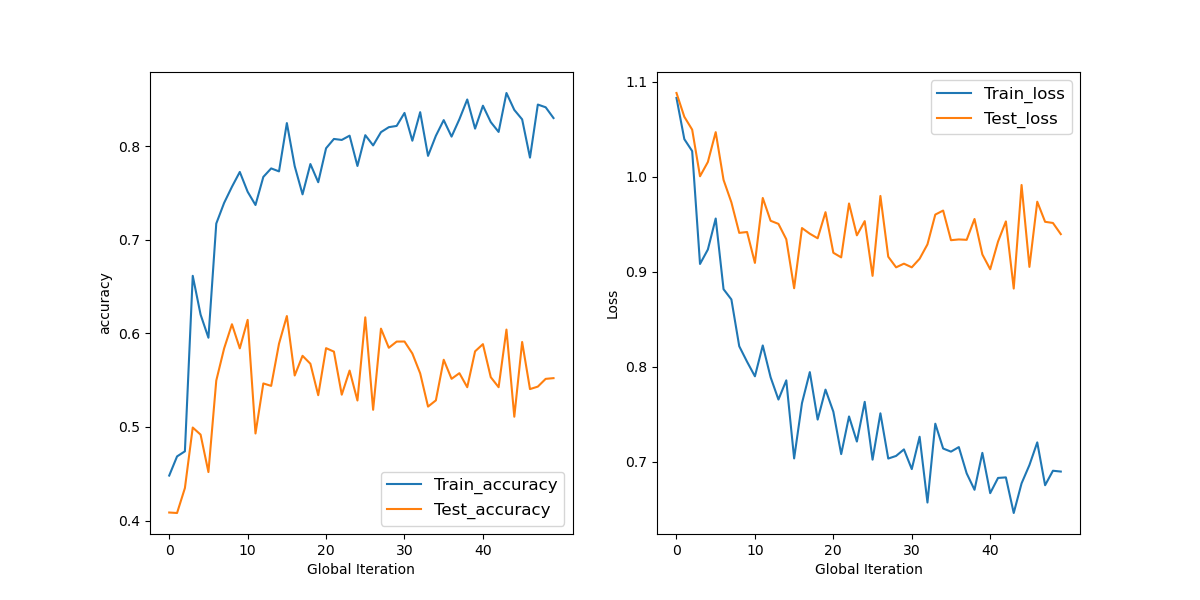 accuracy
0.8
0.7
0.6
0.5
0.4
0 10 20 30 40
Global Iteration
Train_accuracy
Test_accuracy
Loss
1.1
1.0
0.9
0.8
0.7
0 10 20 30 40
Global Iteration
Train_loss
Test_loss